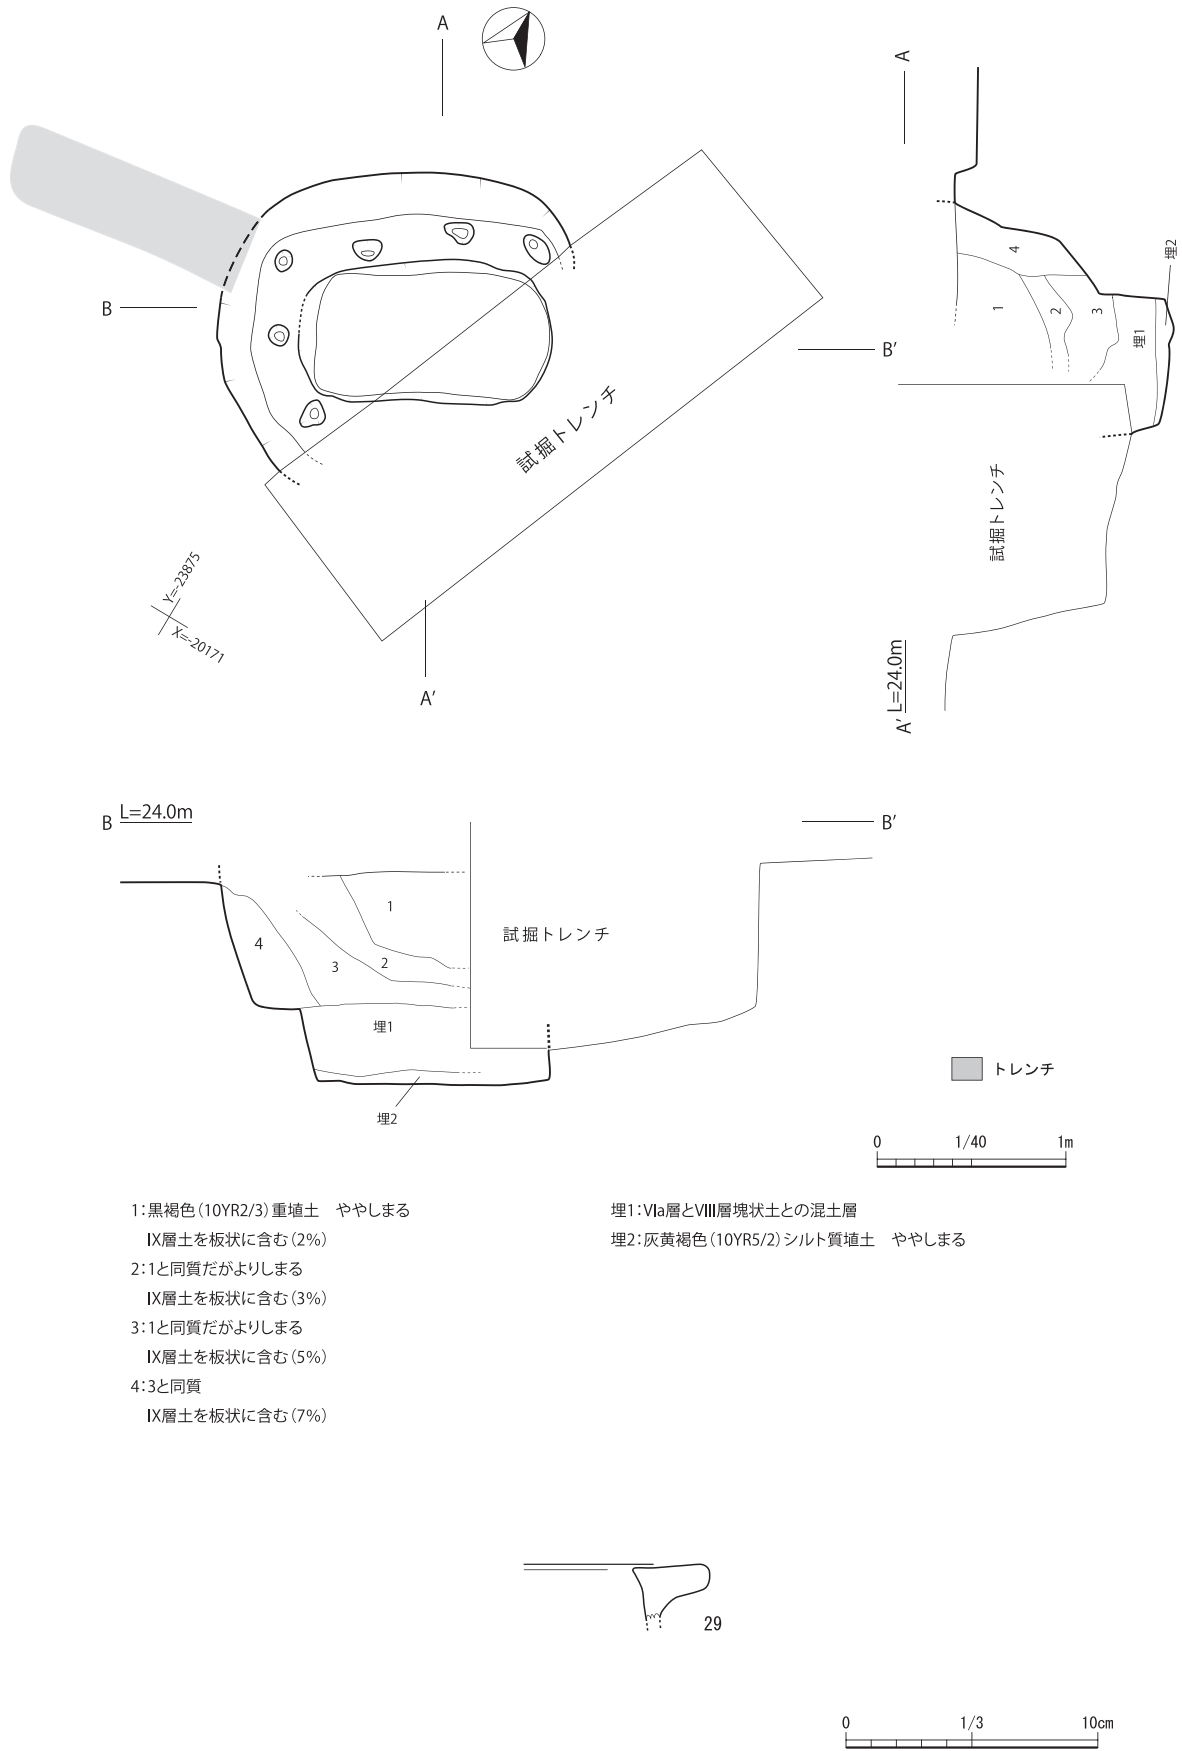 A
A
B
B′
試掘トレンチ
A′
Y=-23875
X=-20171
4
1
2
3
埋1
埋2
試掘トレンチ
A′ L=24.0m
B L=24.0m
B′
1
2
3
4
試掘トレンチ
埋1
埋2
トレンチ
0 1/40 1m
1:黒褐色(10YR2/3)重埴土　ややしまる
Ⅸ層土を板状に含む(2%)
2:1と同質だがよりしまる
Ⅸ層土を板状に含む(3%)
3:1と同質だがよりしまる
Ⅸ層土を板状に含む(5%)
4:3と同質
Ⅸ層土を板状に含む(7%)
埋1:Ⅵa層とⅧ層塊状土との混土層
埋2:灰黄褐色(10YR5/2)シルト質埴土　ややしまる
29
0 1/3 10cm